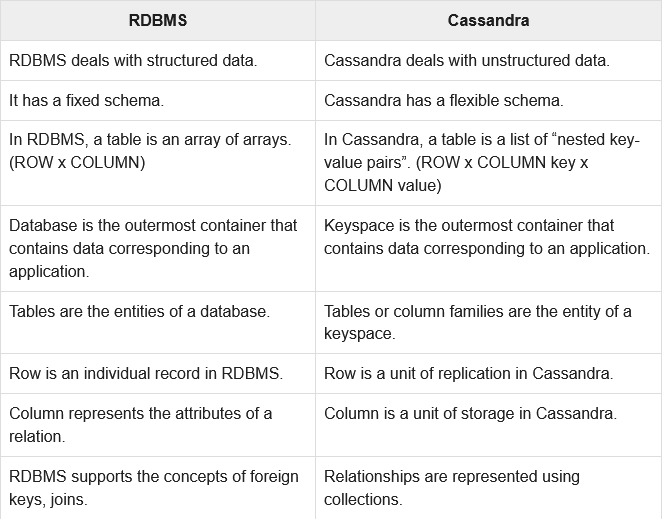 RDBMS
Cassandra
RDBMS deals with structured data.
Cassandra deals with unstructured data.
It has a fixed schema.
Cassandra has a flexible schema.
In RDBMS, a table is an array of arrays.
(ROW x COLUMN)
In Cassandra, a table is a list of “nested key-
value pairs”. (ROW x COLUMN key x
COLUMN value)
Database is the outermost container that
contains data corresponding to an
application.
Keyspace is the outermost container that
contains data corresponding to an application.
Tables are the entities of a database.
Tables or column families are the entity of a
keyspace.
Row is an individual record in RDBMS.
Row is a unit of replication in Cassandra.
Column represents the attributes of a
relation.
Column is a unit of storage in Cassandra.
RDBMS supports the concepts of foreign
keys, joins.
Relationships are represented using
collections.